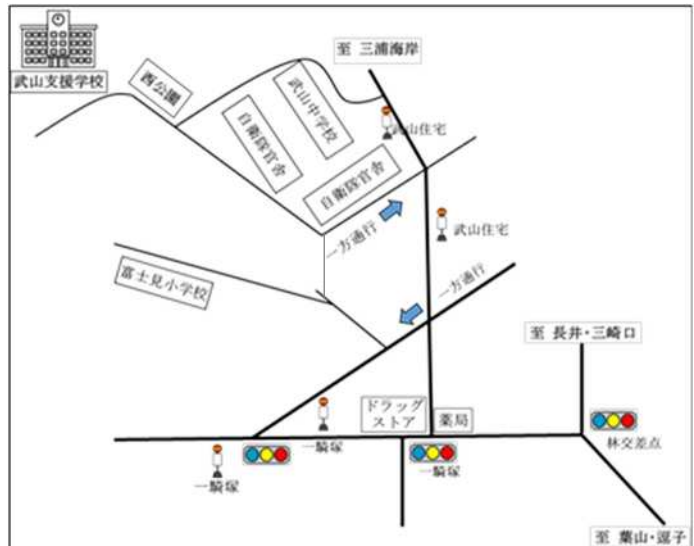 至 三浦海岸
武山支援学校
西公園
武山中学校
自衛隊官舎
武山住宅
自衛隊官舎
武山住宅
一方通行
富士見小学校
一方通行
至 長井・三崎口
ドラッグ
ストア
薬局
林交差点
一騎塚
一騎塚
一騎塚
至 葉山・逗子